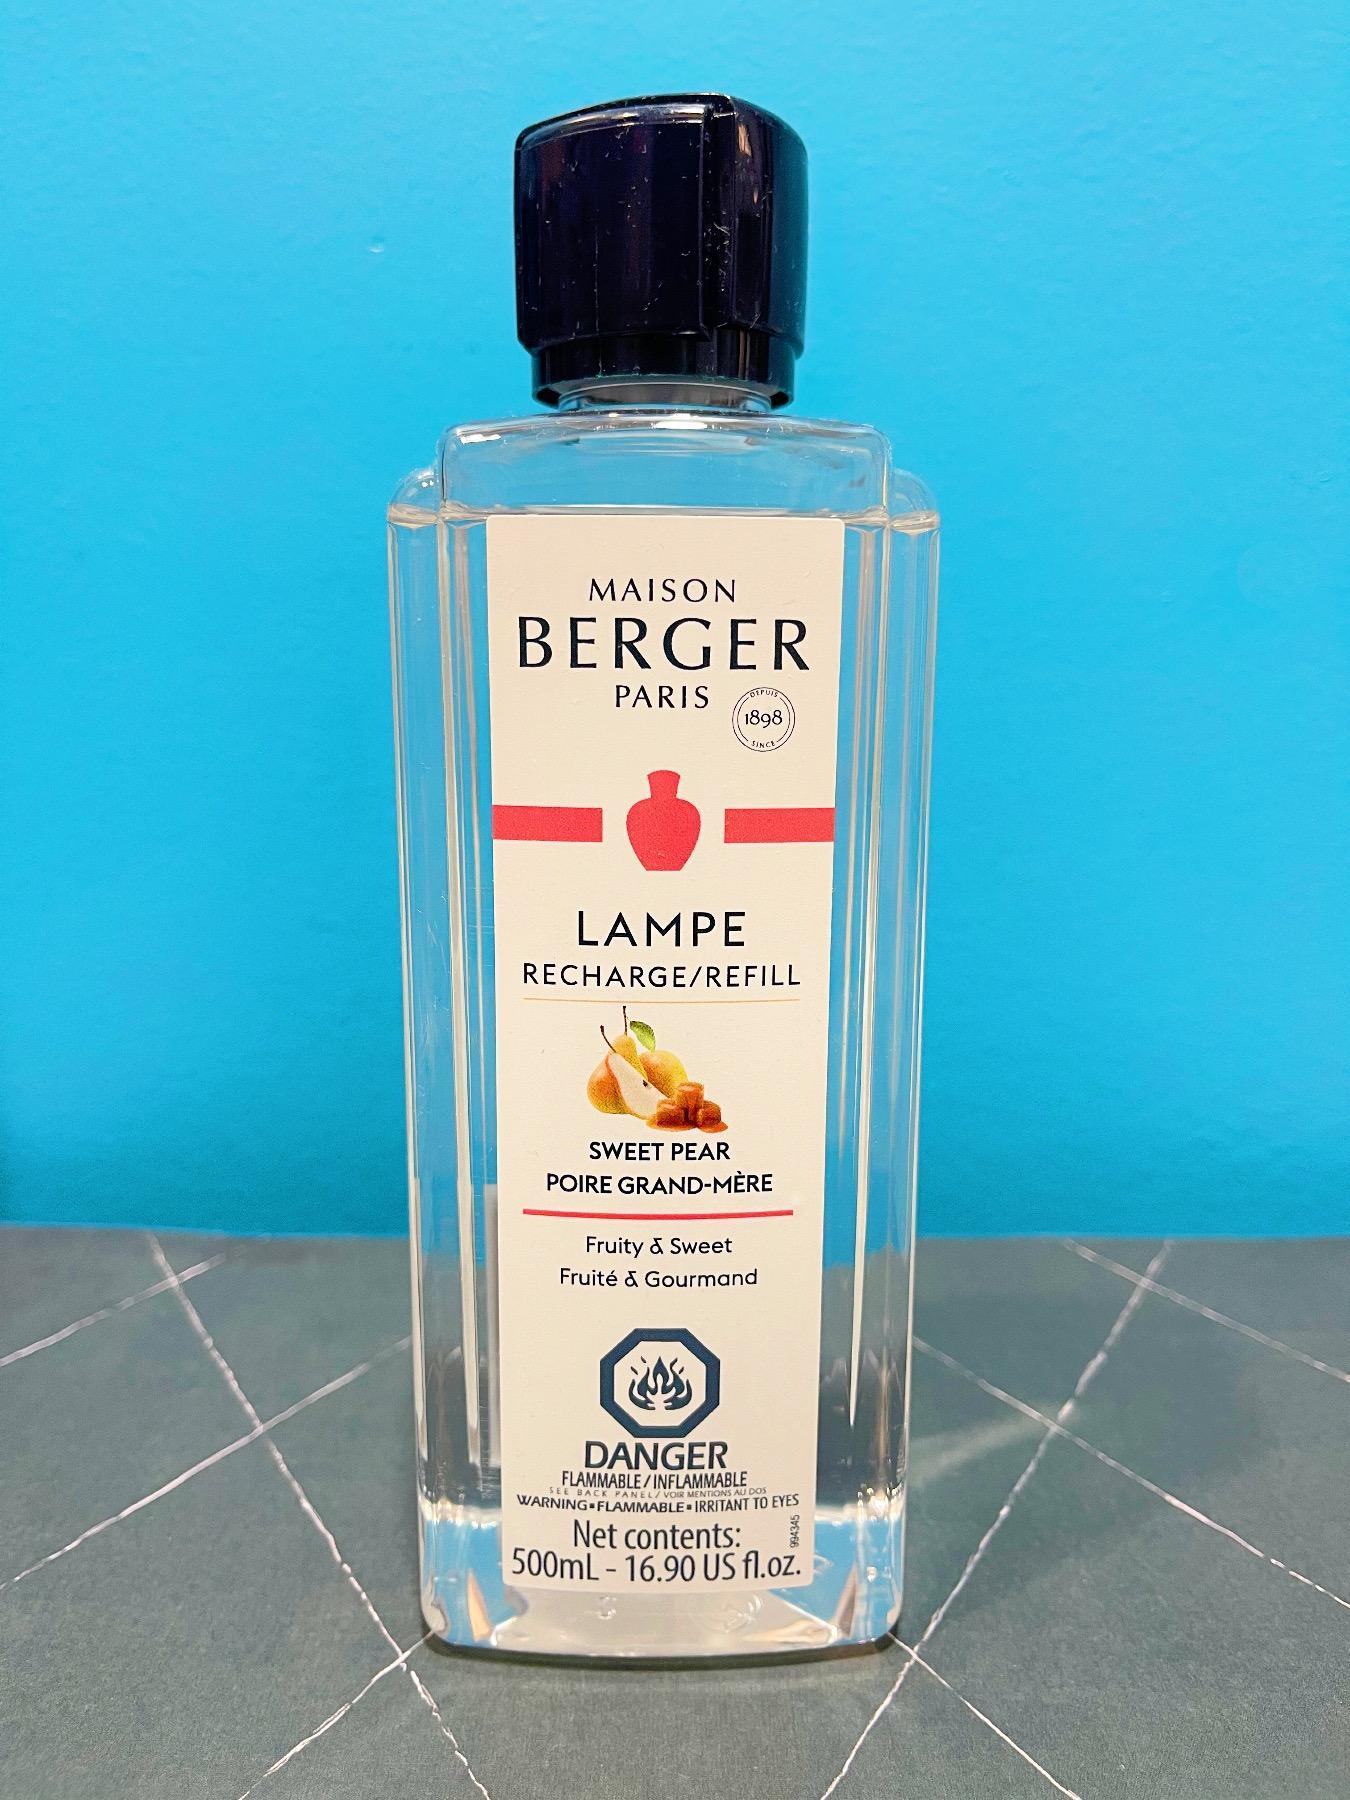 MAISON
BERGER
PARIS
DEPUIS
1898
SINCE
LAMPE
RECHARGE/REFILL
SWEET PEAR
POIRE GRAND-MÈRE
Fruity & Sweet
Fruité & Gourmand
DANGER
FLAMMABLE/INFLAMMABLE
SEE BACK PANEL/VOIR MENTIONS AU DOS
WARNING▪FLAMMABLE▪IRRITANT TO EYES
Net contents:
500mL - 16.90 US fl.oz.
994345